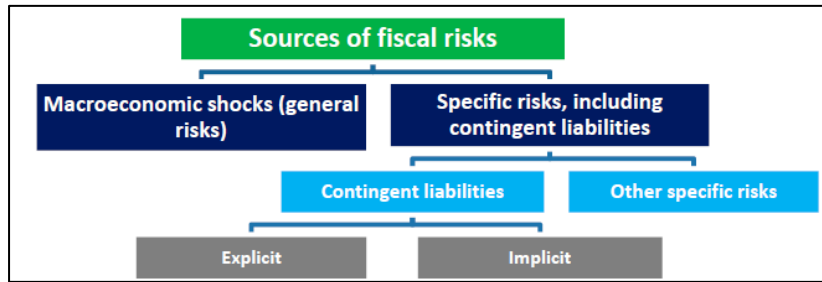 Sources of fiscal risks
Macroeconomic shocks (general
risks)
Specific risks, including
contingent liabilities
Contingent liabilities
Other specific risks
Explicit
Implicit